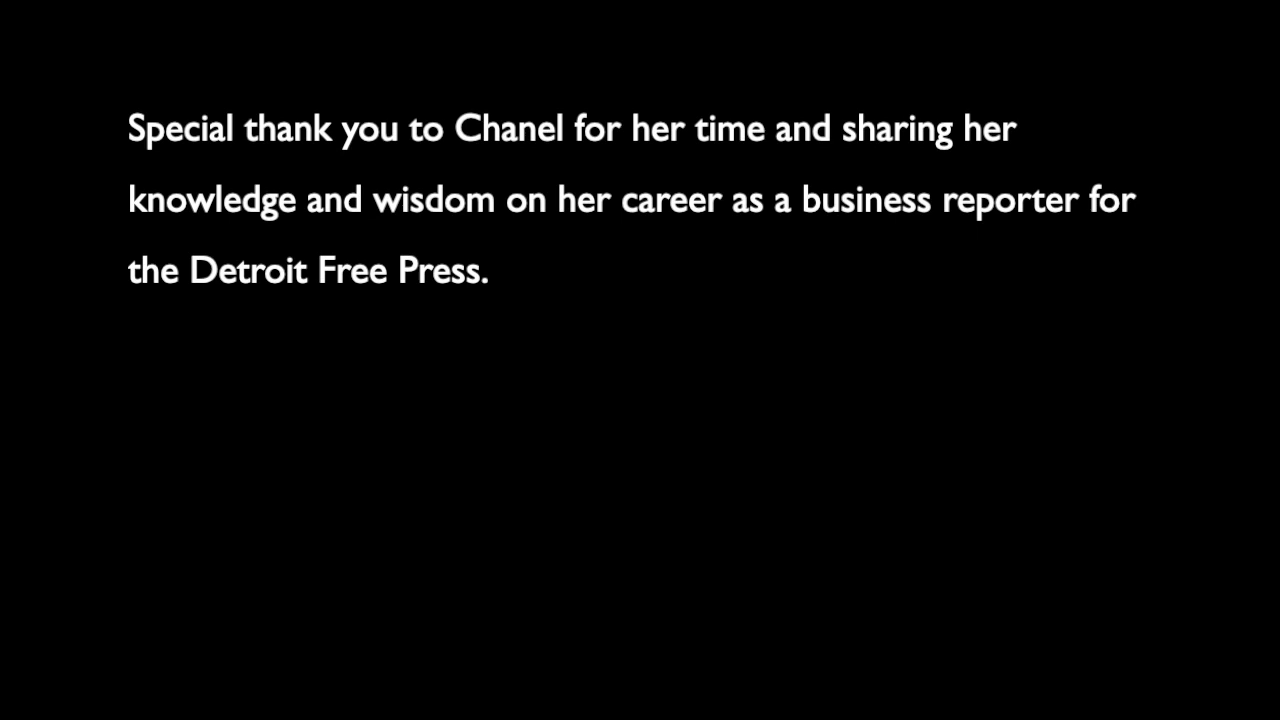 Special thank you to Chanel for her time and sharing her
knowledge and wisdom on her career as a business reporter for
the Detroit Free Press.